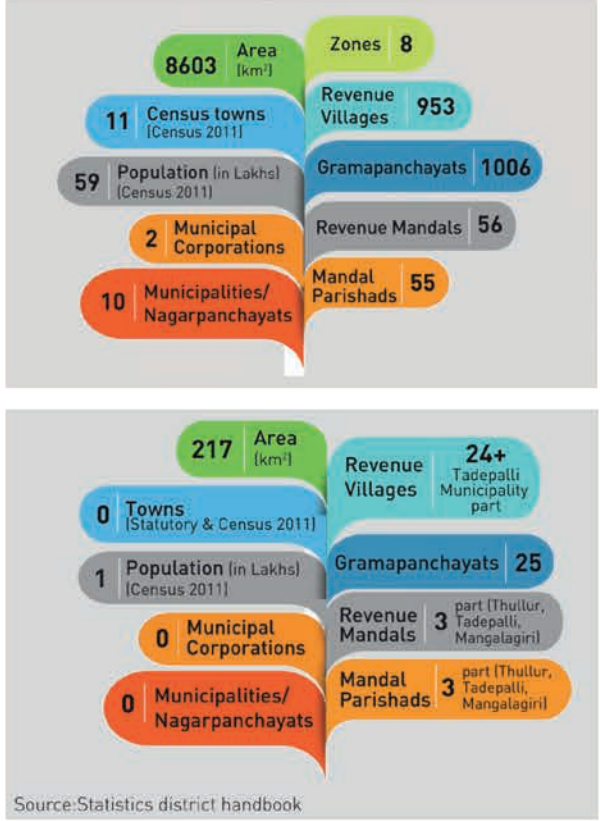 8603 Area
(km²)
Zones 8
11 Census towns
(Census 2011)
Revenue
Villages 953
59 Population (in Lakhs)
(Census 2011)
Gramapanchayats 1006
2 Municipal
Corporations
Revenue Mandals 56
10 Municipalities/
Nagarpanchayats
Mandal
Parishads 55
217 Area
(km²)
Revenue
Villages
24+
Tadepalli
Municipality
part
0 Towns
(Statutory & Census 2011)
1 Population (in Lakhs)
(Census 2011)
Gramapanchayats 25
0 Municipal
Corporations
Revenue
Mandals
3 part (Thullur,
Tadepalli,
Mangalagiri)
0 Municipalities/
Nagarpanchayats
Mandal
Parishads
3 part (Thullur,
Tadepalli,
Mangalagiri)
Source:Statistics district handbook